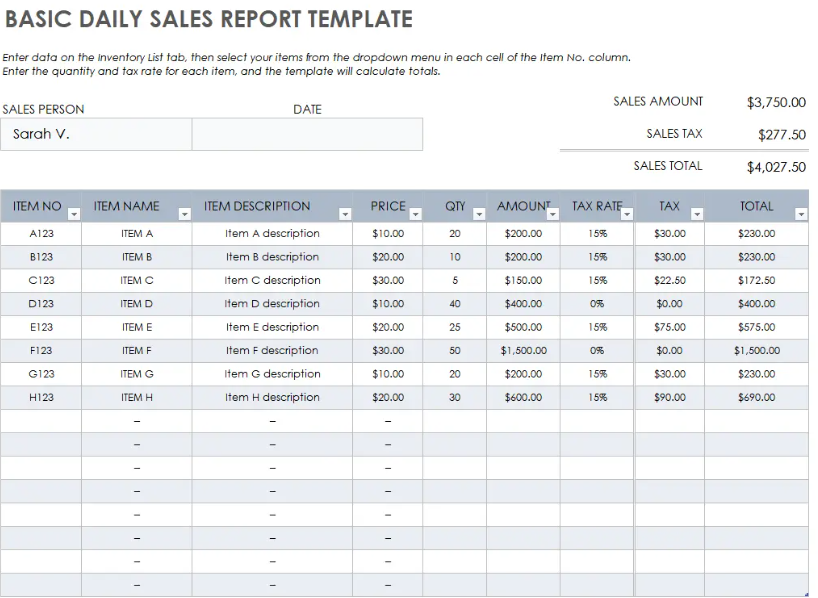 BASIC DAILY SALES REPORT TEMPLATE
Enter data on the Inventory List tab, then select your items from the dropdown menu in each cell of the Item No. column.
Enter the quantity and tax rate for each item, and the template will calculate totals.
SALES PERSON DATE
Sarah V.
SALES AMOUNT $3,750.00
SALES TAX $277.50
SALES TOTAL $4,027.50
ITEM NO ITEM NAME ITEM DESCRIPTION PRICE QTY AMOUNT TAX RATE TAX TOTAL
A123 ITEM A Item A description $10.00 20 $200.00 15% $30.00 $230.00
B123 ITEM B Item B description $20.00 10 $200.00 15% $30.00 $230.00
C123 ITEM C Item C description $30.00 5 $150.00 15% $22.50 $172.50
D123 ITEM D Item D description $10.00 40 $400.00 0% $0.00 $400.00
E123 ITEM E Item E description $20.00 25 $500.00 15% $75.00 $575.00
F123 ITEM F Item F description $30.00 50 $1,500.00 0% $0.00 $1,500.00
G123 ITEM G Item G description $10.00 20 $200.00 15% $30.00 $230.00
H123 ITEM H Item H description $20.00 30 $600.00 15% $90.00 $690.00
– – –
– – –
– – –
– – –
– – –
– – –
– – –
– – –